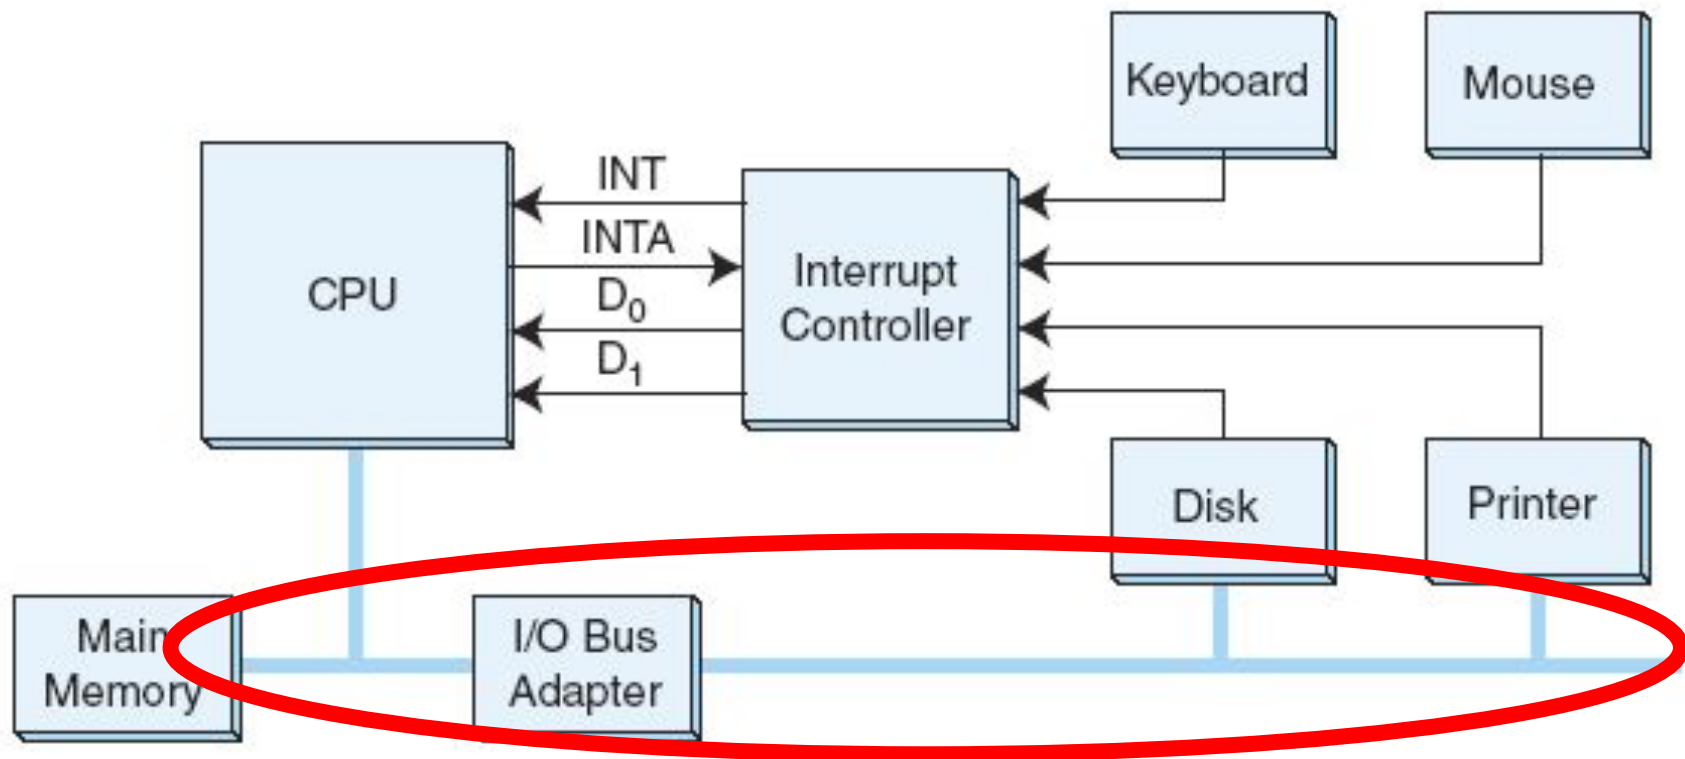 Keyboard
Mouse
INT
INTA
CPU
D0
D1
Interrupt
Controller
Disk
Printer
Main
Memory
I/O Bus
Adapter